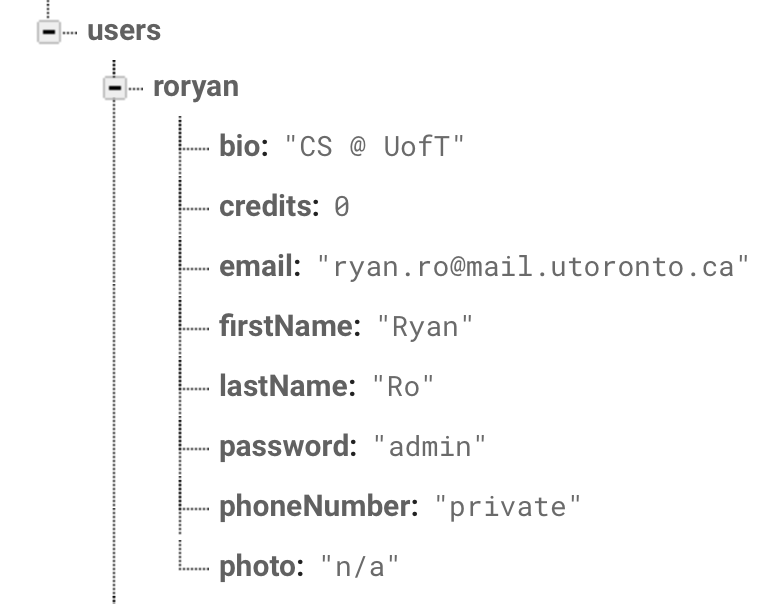 users
roryan
bio: "CS @ UofT"
credits: 0
email: "ryan.ro@mail.utoronto.ca"
firstName: "Ryan"
lastName: "Ro"
password: "admin"
phoneNumber: "private"
photo: "n/a"